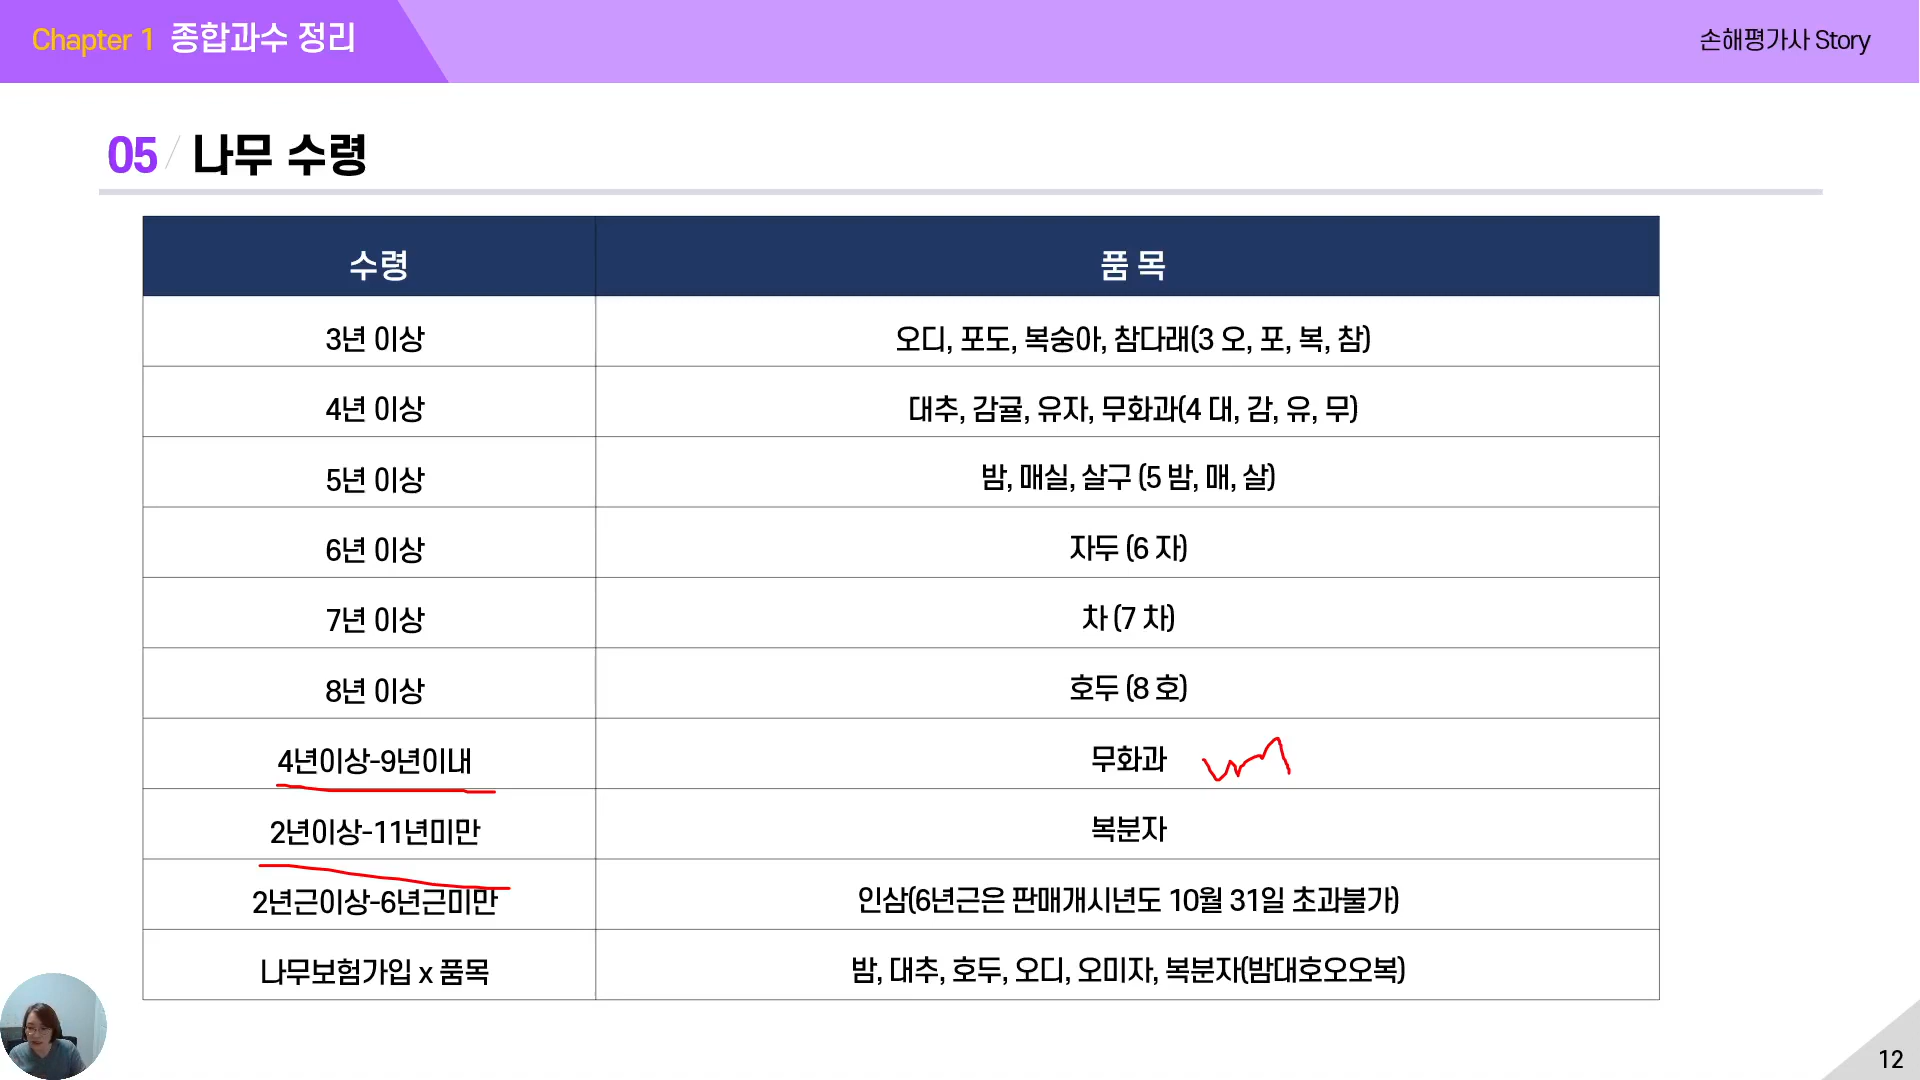 Chapter 1 종합과수 정리
손해평가사 Story
05 / 나무 수령
수령 품 목
3년 이상 오디, 포도, 복숭아, 참다래(3 오, 포, 복, 참)
4년 이상 대추, 감귤, 유자, 무화과(4 대, 감, 유, 무)
5년 이상 밤, 매실, 살구 (5 밤, 매, 살)
6년 이상 자두 (6 자)
7년 이상 차 (7 차)
8년 이상 호두 (8 호)
4년이상-9년이내 무화과
2년이상-11년미만 복분자
2년근이상-6년근미만 인삼(6년근은 판매개시년도 10월 31일 초과불가)
나무보험가입 x 품목 밤, 대추, 호두, 오디, 오미자, 복분자(밤대호오오복)
12